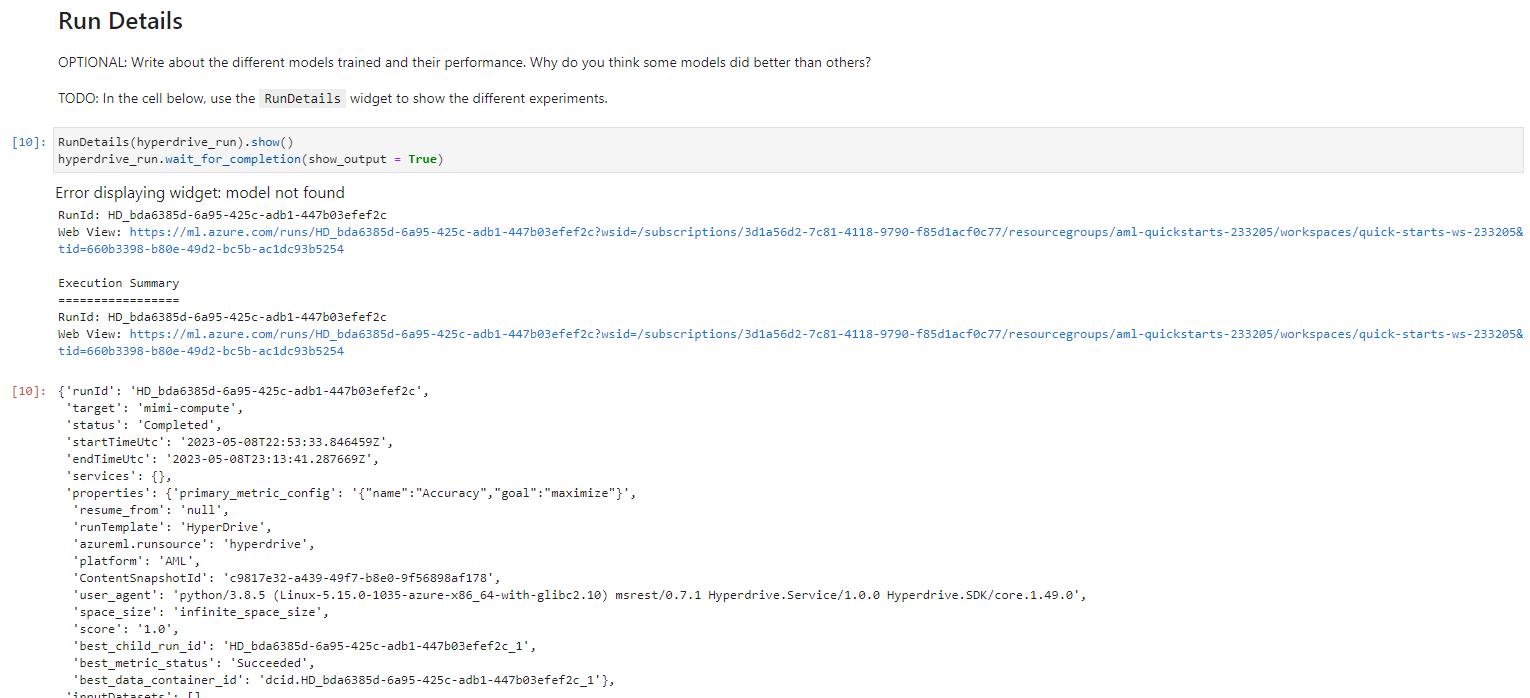 Run Details
OPTIONAL: Write about the different models trained and their performance. Why do you think some models did better than others?
TODO: In the cell below, use the RunDetails widget to show the different experiments.
[10]: RunDetails(hyperdrive_run).show()
hyperdrive_run.wait_for_completion(show_output = True)
Error displaying widget: model not found
RunId: HD_bda6385d-6a95-425c-adb1-447b03efef2c
Web View: https://ml.azure.com/runs/HD_bda6385d-6a95-425c-adb1-447b03efef2c?wsid=/subscriptions/3d1a56d2-7c81-4118-9790-f85d1acf0c77/resourcegroups/aml-quickstarts-233205/workspaces/quick-starts-ws-233205&
tid=660b3398-b80e-49d2-bc5b-ac1dc93b5254
Execution Summary
=================
RunId: HD_bda6385d-6a95-425c-adb1-447b03efef2c
Web View: https://ml.azure.com/runs/HD_bda6385d-6a95-425c-adb1-447b03efef2c?wsid=/subscriptions/3d1a56d2-7c81-4118-9790-f85d1acf0c77/resourcegroups/aml-quickstarts-233205/workspaces/quick-starts-ws-233205&
tid=660b3398-b80e-49d2-bc5b-ac1dc93b5254
[10]: {'runId': 'HD_bda6385d-6a95-425c-adb1-447b03efef2c',
'target': 'mimi-compute',
'status': 'Completed',
'startTimeUtc': '2023-05-08T22:53:33.846459Z',
'endTimeUtc': '2023-05-08T23:13:41.287669Z',
'services': {},
'properties': {'primary_metric_config': '{"name":"Accuracy","goal":"maximize"}',
'resume_from': 'null',
'runTemplate': 'HyperDrive',
'azureml.runsource': 'hyperdrive',
'platform': 'AML',
'ContentSnapshotId': 'c9817e32-a439-49f7-b8e0-9f56898af178',
'user_agent': 'python/3.8.5 (Linux-5.15.0-1035-azure-x86_64-with-glibc2.10) msrest/0.7.1 Hyperdrive.Service/1.0.0 Hyperdrive.SDK/core.1.49.0',
'space_size': 'infinite_space_size',
'score': '1.0',
'best_child_run_id': 'HD_bda6385d-6a95-425c-adb1-447b03efef2c_1',
'best_metric_status': 'Succeeded',
'best_data_container_id': 'dcid.HD_bda6385d-6a95-425c-adb1-447b03efef2c_1'},
'inputDatasets': [],